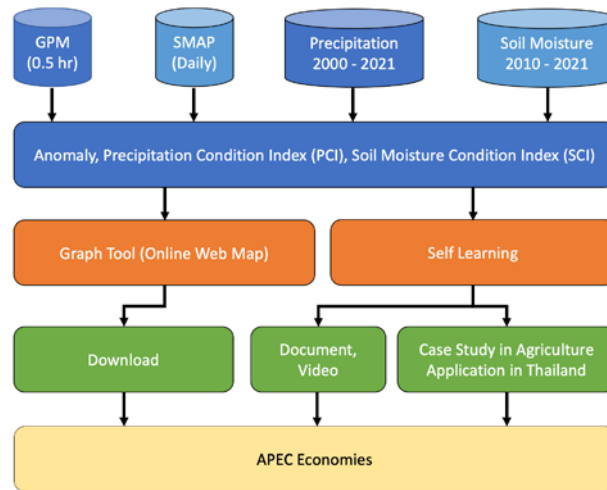 GPM
(0.5 hr)
SMAP
(Daily)
Precipitation
2000 - 2021
Soil Moisture
2010 - 2021
Anomaly, Precipitation Condition Index (PCI), Soil Moisture Condition Index (SCI)
Graph Tool (Online Web Map)
Self Learning
Download
Document,
Video
Case Study in Agriculture
Application in Thailand
APEC Economies